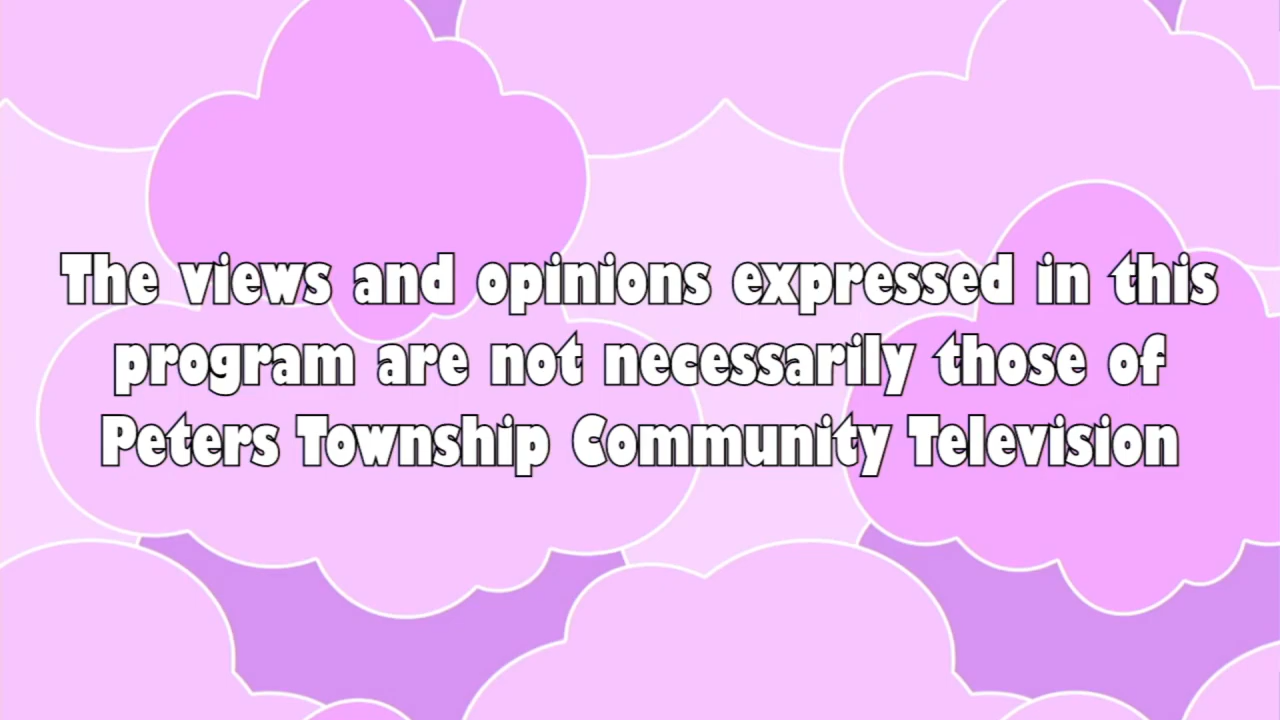 The views and opinions expressed in this
program are not necessarily those of
Peters Township Community Television